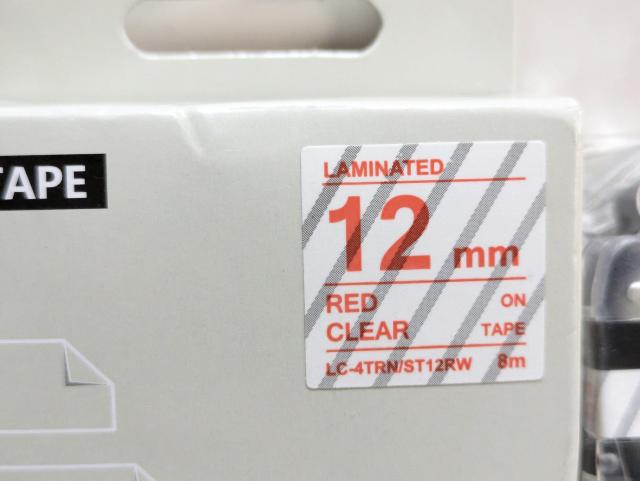 TAPE
LAMINATED
12 mm
RED ON
CLEAR TAPE
LC-4TRN/ST12RW 8m